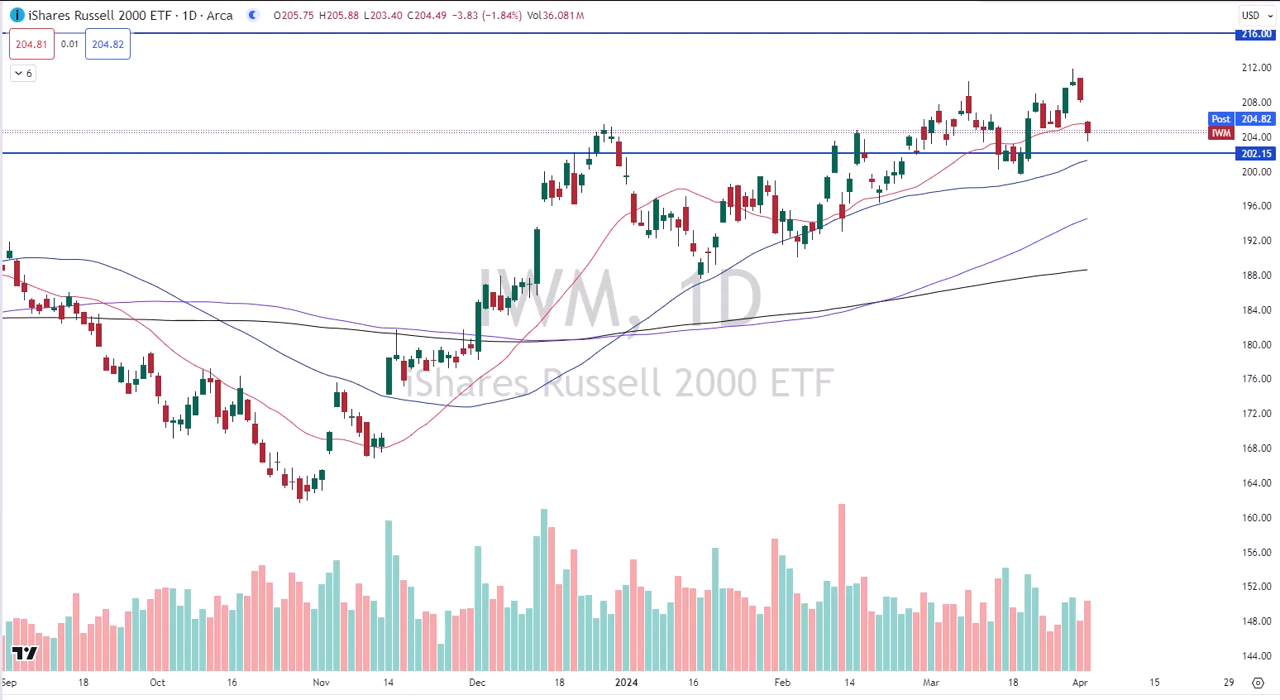 iShares Russell 2000 ETF · 1D · Arca O205.75 H205.88 L203.40 C204.49 −3.83 (−1.84%) Vol36.081M
USD
204.81 0.01 204.82
6
216.00
212.00
208.00
Post 204.82
IWM
204.00
202.15
200.00
196.00
192.00
188.00
184.00
180.00
176.00
172.00
168.00
164.00
160.00
156.00
152.00
148.00
144.00
IWM, 1D
iShares Russell 2000 ETF
Sep 18 Oct 16 Nov 14 Dec 18 2024 16 Feb 14 Mar 18 Apr 15 29